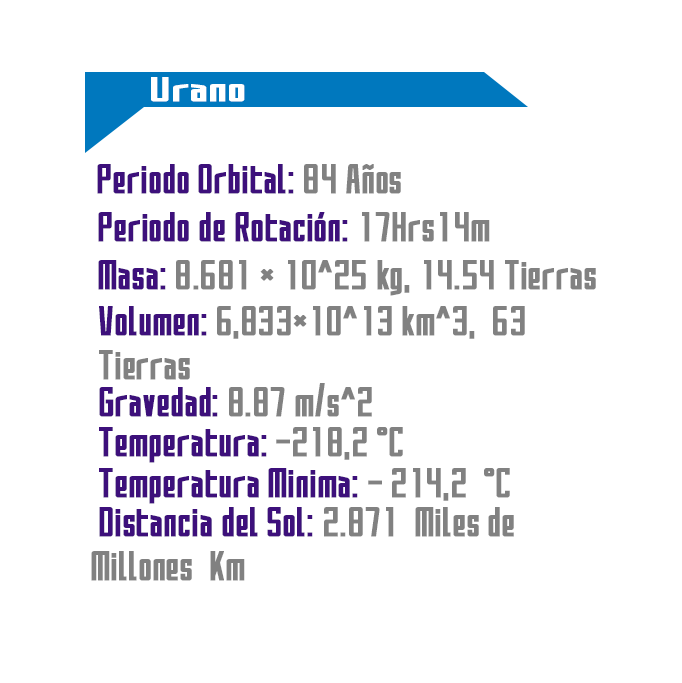 Urano
Periodo Orbital: 84 Años
Periodo de Rotación: 17Hrs14m
Masa: 8.681 × 10^25 kg, 14.54 Tierras
Volumen: 6,833×10^13 km^3, 63
Tierras
Gravedad: 8.87 m/s^2
Temperatura: -218,2 °C
Temperatura Minima: - 214,2 °C
Distancia del Sol: 2.871 Miles de
Millones Km